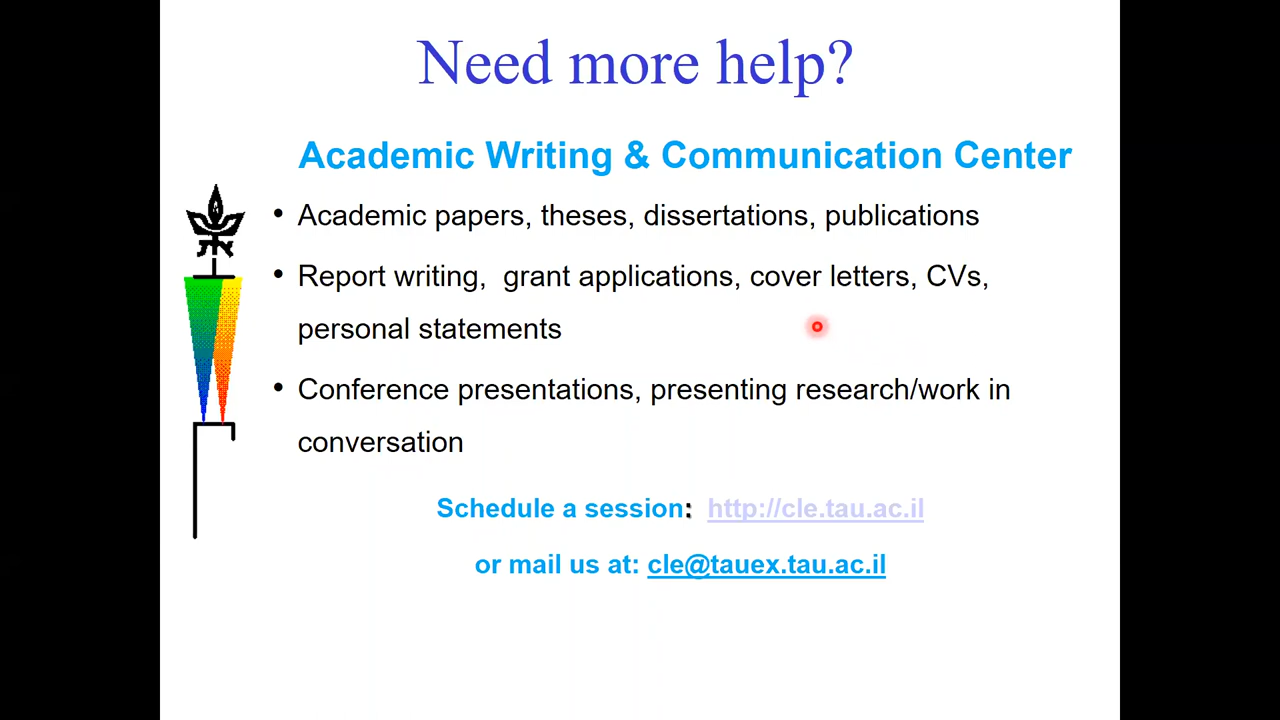 Need more help?
Academic Writing & Communication Center
• Academic papers, theses, dissertations, publications
• Report writing,  grant applications, cover letters, CVs,
personal statements
• Conference presentations, presenting research/work in
conversation
Schedule a session:  http://cle.tau.ac.il
or mail us at: cle@tauex.tau.ac.il